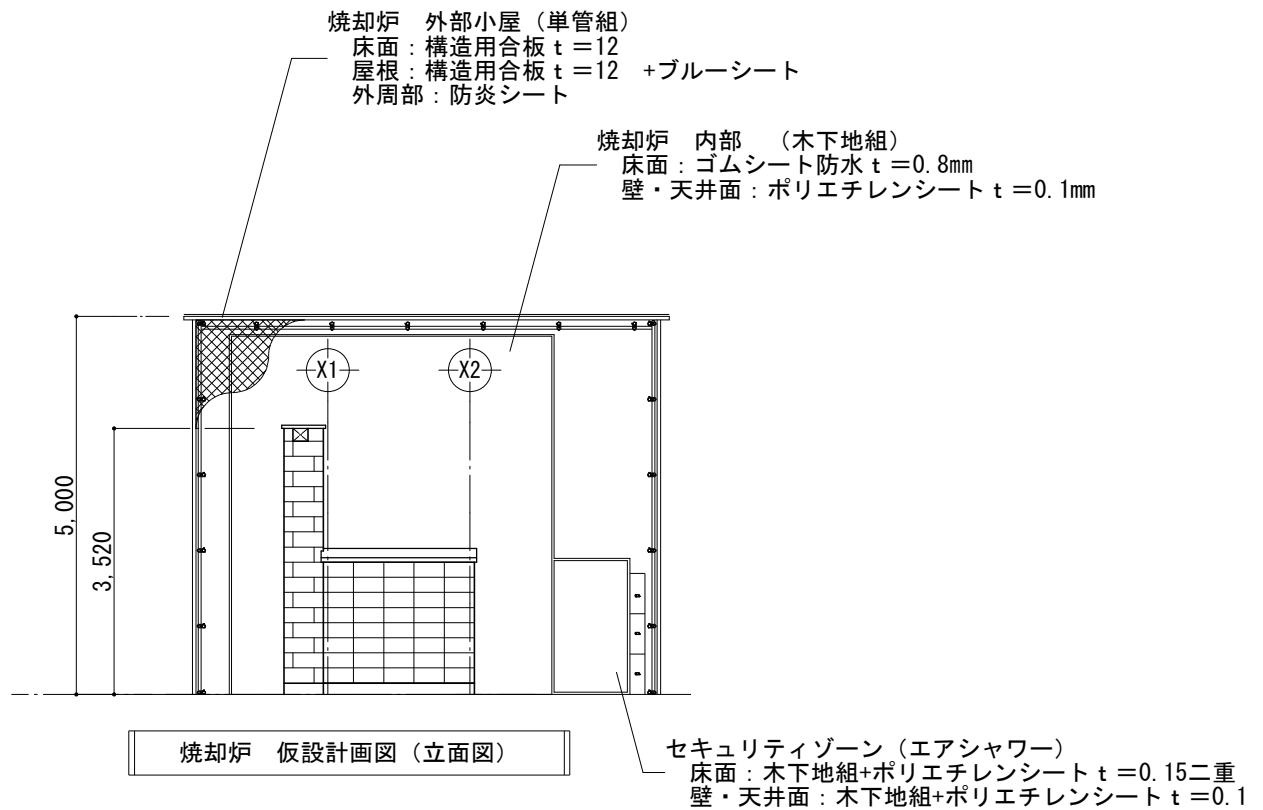 焼却炉　外部小屋（単管組）
床面：構造用合板ｔ＝12
屋根：構造用合板ｔ＝12　+ブルーシート
外周部：防炎シート
焼却炉　内部　（木下地組）
床面：ゴムシート防水ｔ＝0.8mm
壁・天井面：ポリエチレンシートｔ＝0.1mm
X1
X2
5,000
3,520
焼却炉　仮設計画図（立面図）
セキュリティゾーン（エアシャワー）
床面：木下地組+ポリエチレンシートｔ＝0.15二重
壁・天井面：木下地組+ポリエチレンシートｔ＝0.1